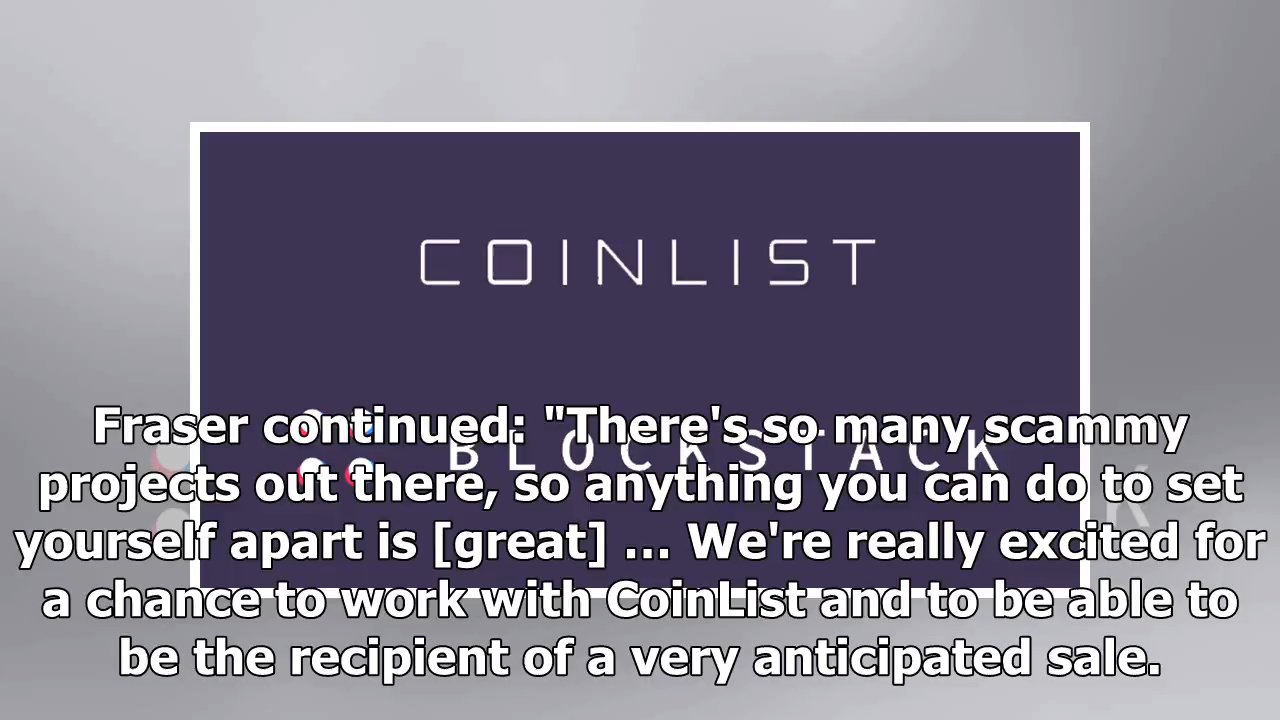 COINLIST
BLOCKSTACK
Fraser continued: "There's so many scammy
projects out there, so anything you can do to set
yourself apart is [great] ... We're really excited for
a chance to work with CoinList and to be able to
be the recipient of a very anticipated sale.
K